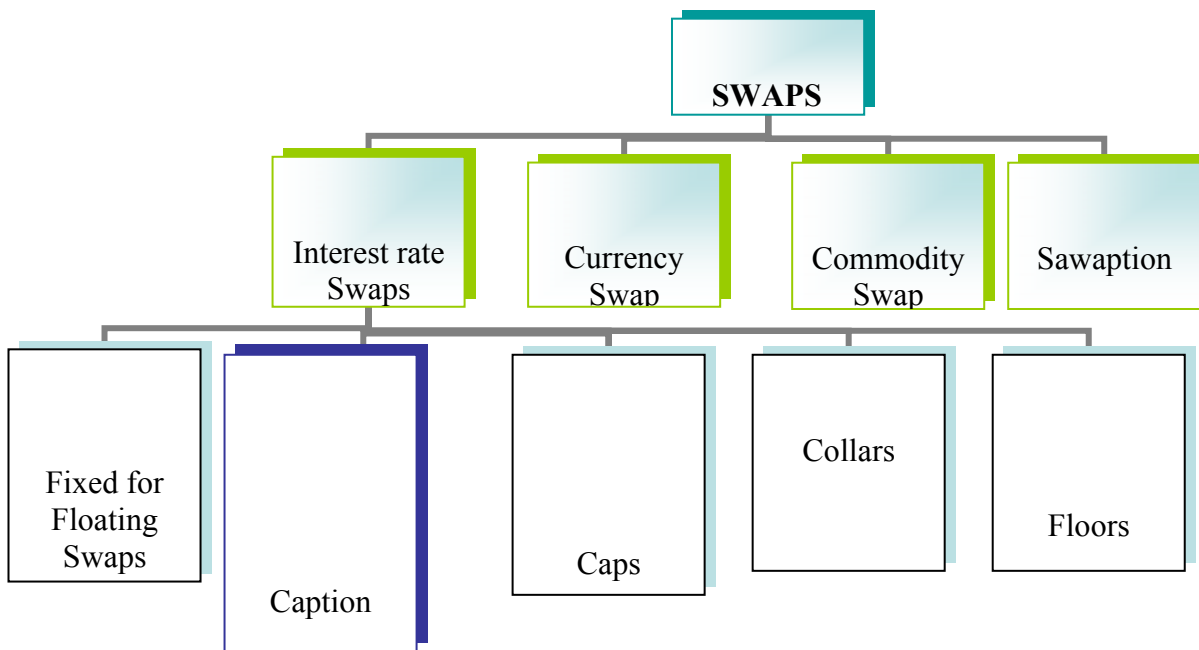 SWAPS
Interest rate
Swaps
Currency
Swap
Commodity
Swap
Sawaption
Fixed for
Floating
Swaps
Caption
Caps
Collars
Floors